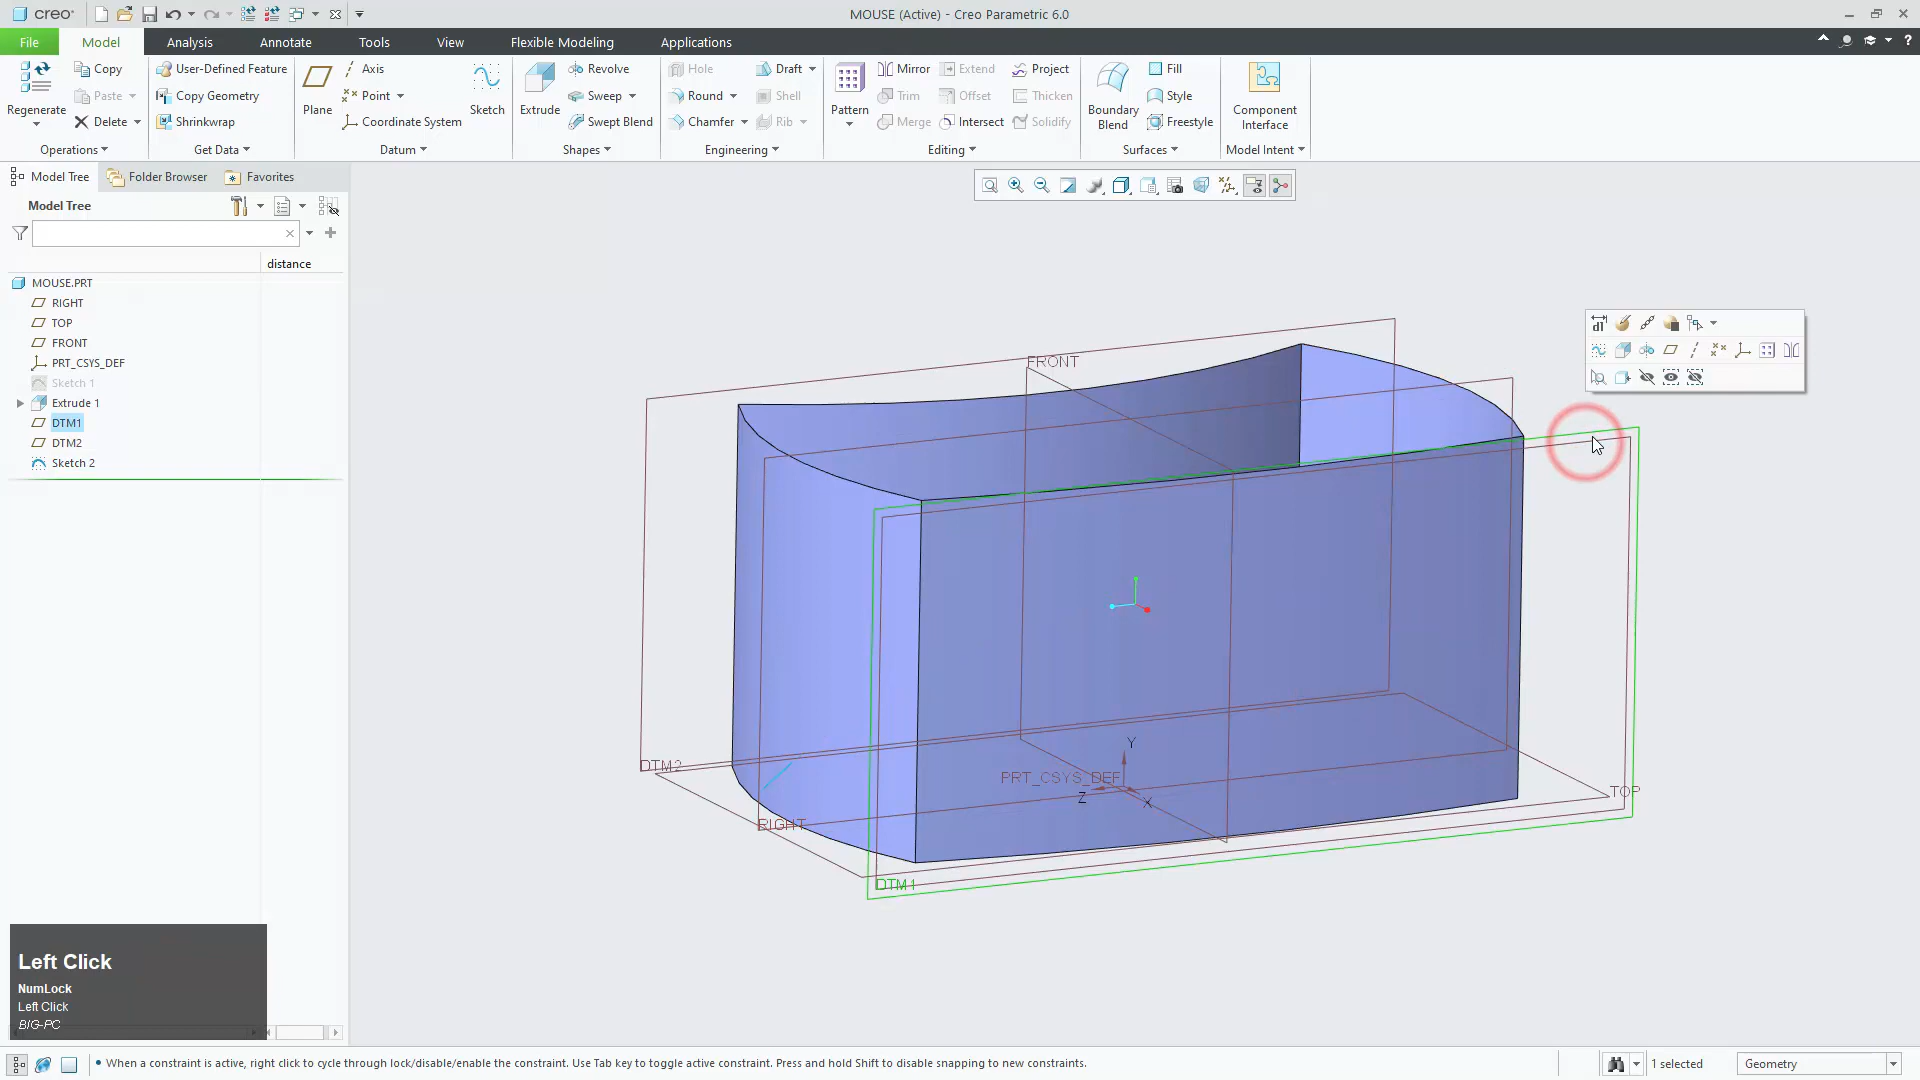 creo
MOUSE (Active) - Creo Parametric 6.0
File
Model
Analysis
Annotate
Tools
View
Flexible Modeling
Applications
Regenerate
Copy
Paste
Delete
Operations
User-Defined Feature
Copy Geometry
Shrinkwrap
Get Data
Plane
Axis
Point
Coordinate System
Sketch
Datum
Extrude
Revolve
Sweep
Swept Blend
Shapes
Hole
Round
Chamfer
Draft
Shell
Rib
Engineering
Pattern
Mirror
Trim
Merge
Extend
Offset
Intersect
Project
Thicken
Solidify
Editing
Boundary
Blend
Fill
Style
Freestyle
Surfaces
Component
Interface
Model Intent
Model Tree
Folder Browser
Favorites
Model Tree
distance
MOUSE.PRT
RIGHT
TOP
FRONT
PRT_CSYS_DEF
Sketch 1
Extrude 1
DTM1
DTM2
Sketch 2
FRONT
DTM2
RIGHT
DTM1
TOP
PRT_CSYS_DEF
Y
Z
X
Left Click
NumLock
Left Click
BIG-PC
When a constraint is active, right click to cycle through lock/disable/enable the constraint. Use Tab key to toggle active constraint. Press and hold Shift to disable snapping to new constraints.
1 selected
Geometry